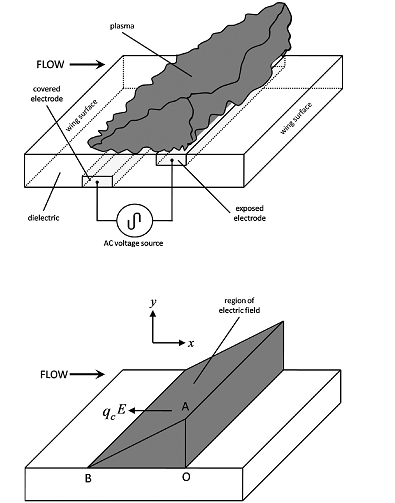 plasma
FLOW
covered
electrode
wing surface
wing surface
dielectric
exposed
electrode
AC voltage source
y
x
region of
electric field
FLOW
q_c E
A
B
O